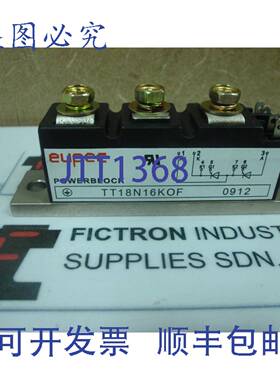 图必究
eupec
JTT1368
POWERBLOCK
TT18N16KOF 0912
FICTRON INDUST
SUPPLIES SDN.
可开发票 顺丰包邮